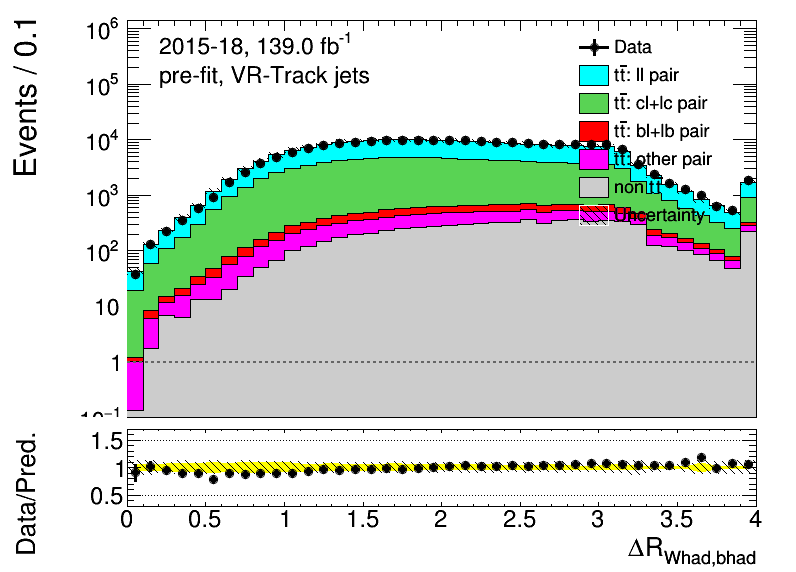 Events / 0.1
10⁶
10⁵
10⁴
10³
10²
10
1
10⁻¹
2015-18, 139.0 fb⁻¹
pre-fit, VR-Track jets
Data
tt̄: ll pair
tt̄: cl+lc pair
tt̄: bl+lb pair
tt̄: other pair
non tt̄
Uncertainty
Data/Pred.
1.5
1
0.5
0 0.5 1 1.5 2 2.5 3 3.5 4
ΔR_Whad,bhad